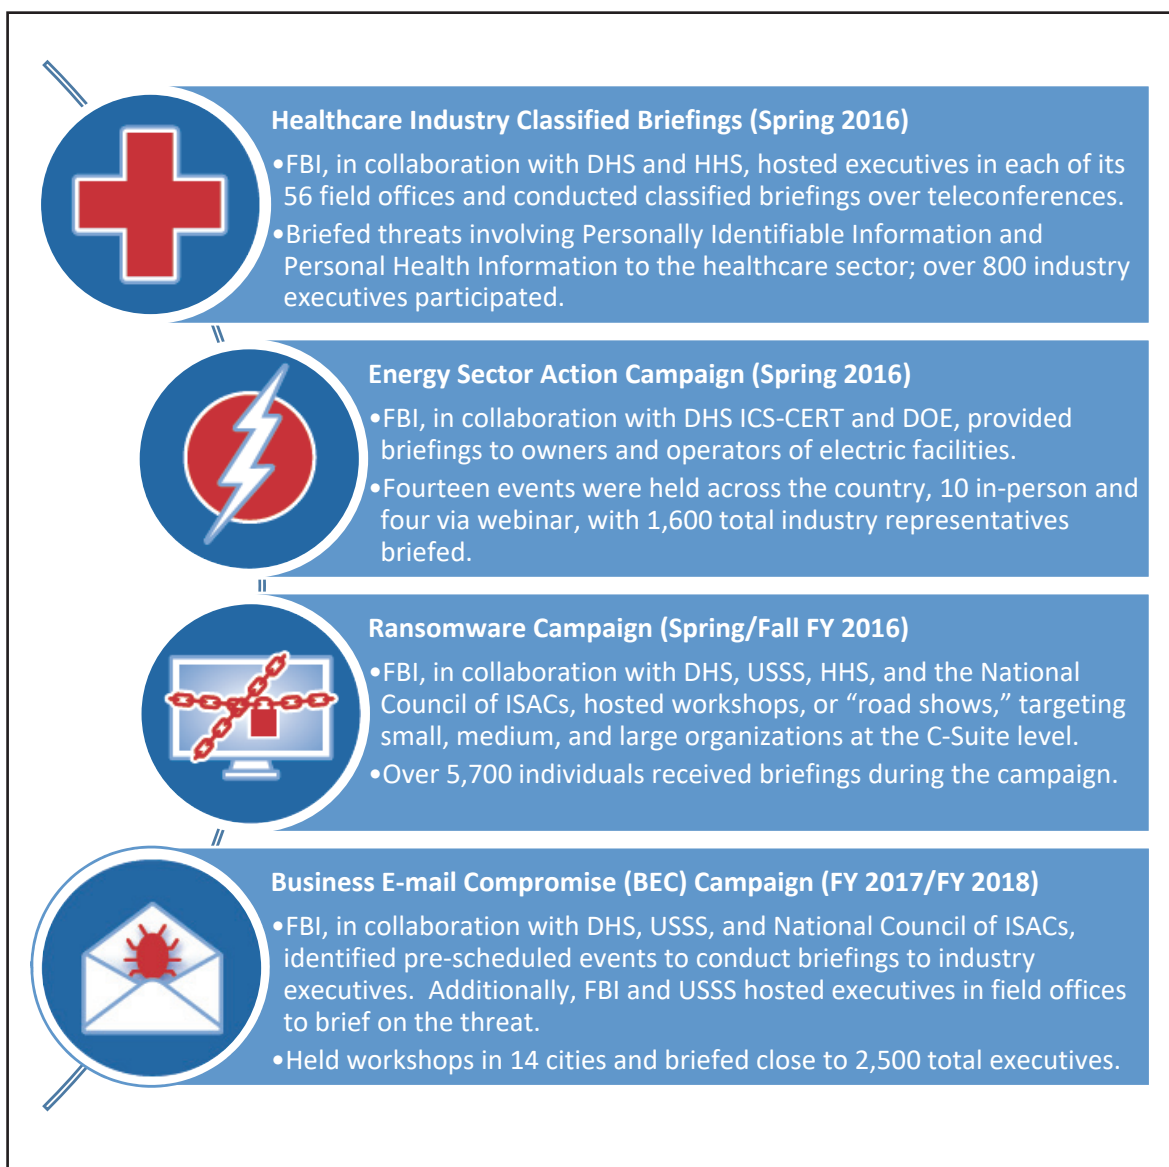 Healthcare Industry Classified Briefings (Spring 2016)
•FBI, in collaboration with DHS and HHS, hosted executives in each of its
56 field offices and conducted classified briefings over teleconferences.
•Briefed threats involving Personally Identifiable Information and
Personal Health Information to the healthcare sector; over 800 industry
executives participated.
Energy Sector Action Campaign (Spring 2016)
•FBI, in collaboration with DHS ICS-CERT and DOE, provided
briefings to owners and operators of electric facilities.
•Fourteen events were held across the country, 10 in-person and
four via webinar, with 1,600 total industry representatives
briefed.
Ransomware Campaign (Spring/Fall FY 2016)
•FBI, in collaboration with DHS, USSS, HHS, and the National
Council of ISACs, hosted workshops, or “road shows,” targeting
small, medium, and large organizations at the C-Suite level.
•Over 5,700 individuals received briefings during the campaign.
Business E-mail Compromise (BEC) Campaign (FY 2017/FY 2018)
•FBI, in collaboration with DHS, USSS, and National Council of ISACs,
identified pre-scheduled events to conduct briefings to industry
executives.  Additionally, FBI and USSS hosted executives in field offices
to brief on the threat.
•Held workshops in 14 cities and briefed close to 2,500 total executives.